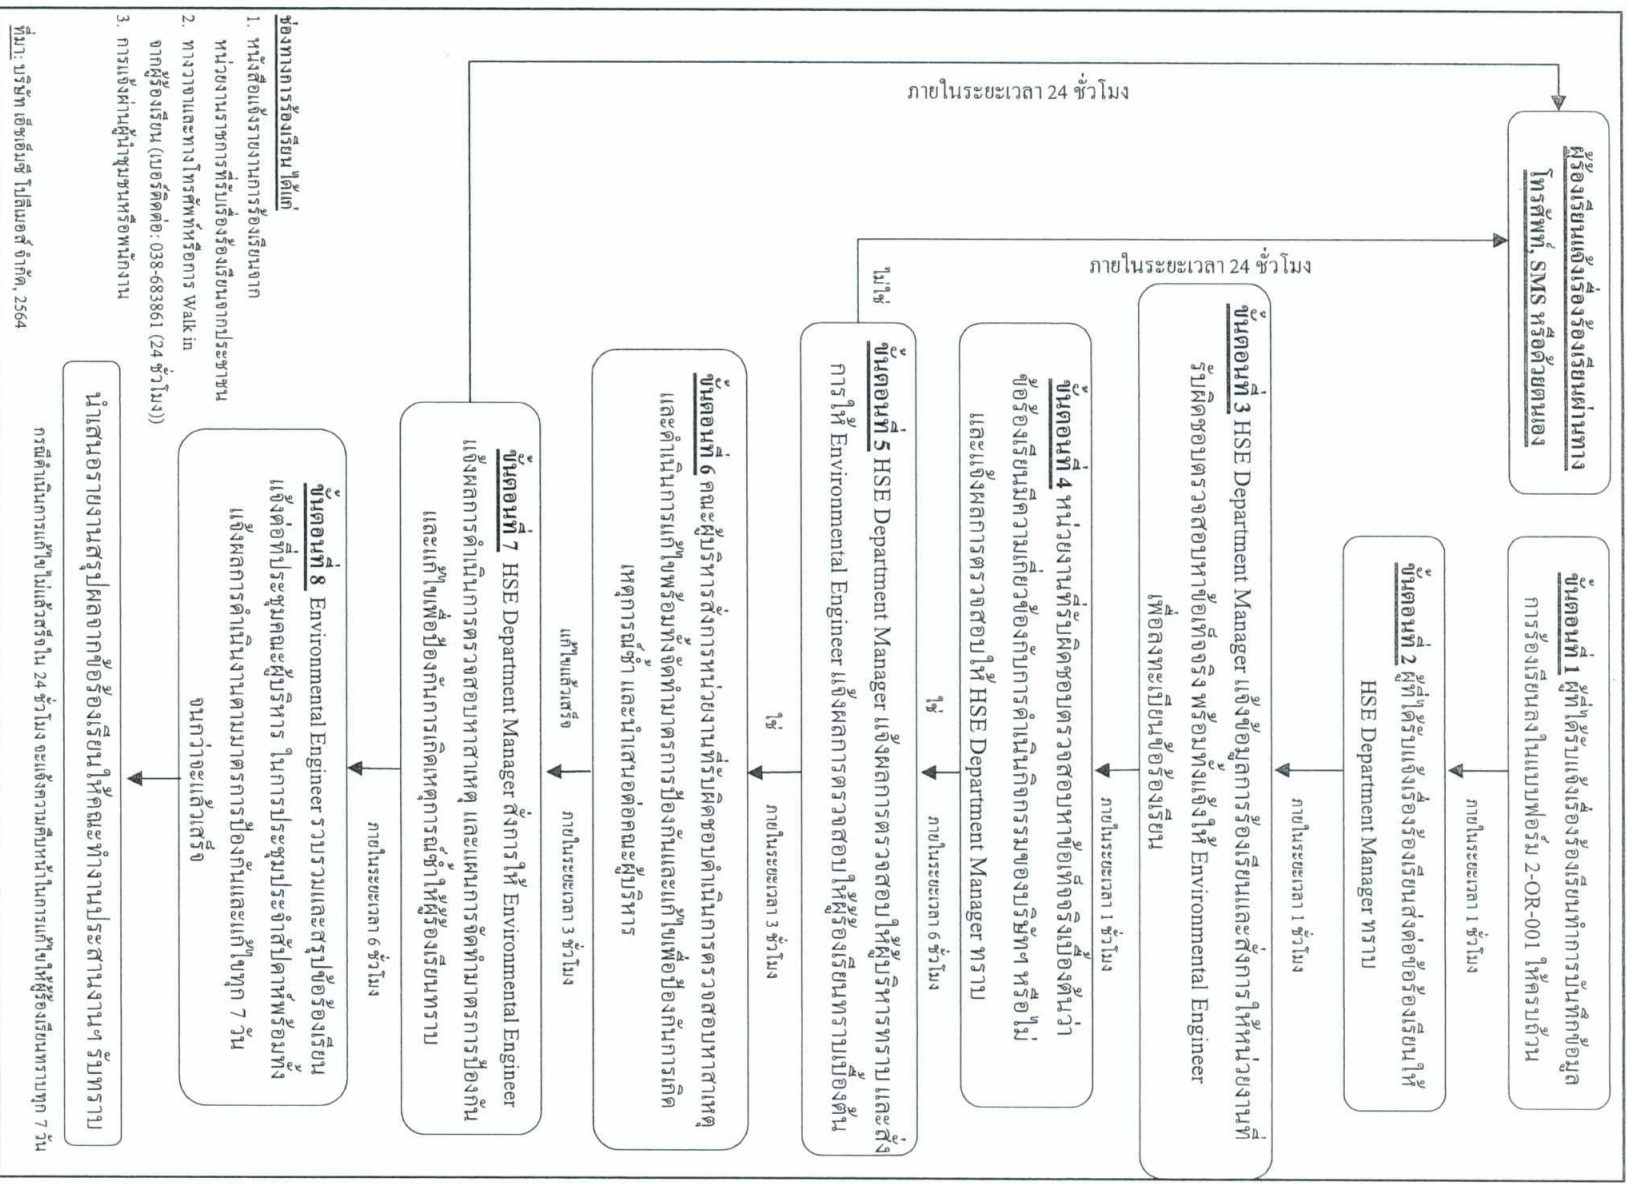 ผู้ร้องเรียนแจ้งเรื่องร้องเรียนผ่านทาง
โทรศัพท์, SMS หรือด้วยตนเอง
ขั้นตอนที่ 1 ผู้ที่ได้รับแจ้งเรื่องร้องเรียนทำการบันทึกข้อมูล
การร้องเรียนลงในแบบฟอร์ม 2-OR-001 ให้ครบถ้วน
ภายในระยะเวลา 1 ชั่วโมง
ขั้นตอนที่ 2 ผู้ที่ได้รับแจ้งเรื่องร้องเรียนส่งต่อข้อร้องเรียนให้
HSE Department Manager ทราบ
ภายในระยะเวลา 1 ชั่วโมง
ขั้นตอนที่ 3 HSE Department Manager แจ้งข้อมูลการร้องเรียนและสั่งการให้หน่วยงานที่
รับผิดชอบตรวจสอบหาข้อเท็จจริง พร้อมทั้งแจ้งให้ Environmental Engineer
เพื่อลงทะเบียนข้อร้องเรียน
ภายในระยะเวลา 1 ชั่วโมง
ขั้นตอนที่ 4 หน่วยงานที่รับผิดชอบตรวจสอบหาข้อเท็จจริงเบื้องต้นว่า
ข้อร้องเรียนมีความเกี่ยวข้องกับการดำเนินกิจกรรมของบริษัทฯ หรือไม่
และแจ้งผลการตรวจสอบให้ HSE Department Manager ทราบ
ใช่
ภายในระยะเวลา 6 ชั่วโมง
ขั้นตอนที่ 5 HSE Department Manager แจ้งผลการตรวจสอบให้ผู้บริหารทราบ และสั่ง
การให้ Environmental Engineer แจ้งผลการตรวจสอบให้ผู้ร้องเรียนทราบเบื้องต้น
ไม่ใช่
ภายในระยะเวลา 24 ชั่วโมง
ใช่
ภายในระยะเวลา 3 ชั่วโมง
ขั้นตอนที่ 6 คณะผู้บริหารสั่งการหน่วยงานที่รับผิดชอบดำเนินการตรวจสอบหาสาเหตุ
และดำเนินการแก้ไขพร้อมทั้งจัดทำมาตรการป้องกันและแก้ไขเพื่อป้องกันการเกิด
เหตุการณ์ซ้ำ และนำเสนอต่อคณะผู้บริหาร
แก้ไขแล้วเสร็จ
ภายในระยะเวลา 3 ชั่วโมง
ขั้นตอนที่ 7 HSE Department Manager สั่งการให้ Environmental Engineer
แจ้งผลการดำเนินการตรวจสอบหาสาเหตุ และแผนการจัดทำมาตรการป้องกัน
และแก้ไขเพื่อป้องกันการเกิดเหตุการณ์ซ้ำให้ผู้ร้องเรียนทราบ
ภายในระยะเวลา 24 ชั่วโมง
ภายในระยะเวลา 6 ชั่วโมง
ขั้นตอนที่ 8 Environmental Engineer รวบรวมและสรุปข้อร้องเรียน
แจ้งต่อที่ประชุมคณะผู้บริหาร ในการประชุมประจำสัปดาห์พร้อมทั้ง
แจ้งผลการดำเนินงานตามมาตรการป้องกันและแก้ไขทุก 7 วัน
จนกว่าจะแล้วเสร็จ
นำเสนอรายงานสรุปผลจากข้อร้องเรียนให้คณะทำงานประสานงานฯ รับทราบ
กรณีดำเนินการแก้ไขไม่แล้วเสร็จใน 24 ชั่วโมง จะแจ้งความคืบหน้าในการแก้ไขให้ผู้ร้องเรียนทราบทุก 7 วัน
ช่องทางการร้องเรียน ได้แก่
1. หนังสือแจ้งรายงานการร้องเรียนจาก
หน่วยงานราชการที่รับเรื่องร้องเรียนจากประชาชน
2. ทางวาจาและทางโทรศัพท์หรือการ Walk in
จากผู้ร้องเรียน (เบอร์ติดต่อ: 038-683861 (24 ชั่วโมง))
3. การแจ้งผ่านผู้นำชุมชนหรือพนักงาน
ที่มา: บริษัท เอ็ชเอ็มซี โปลีเมอส์ จำกัด, 2564